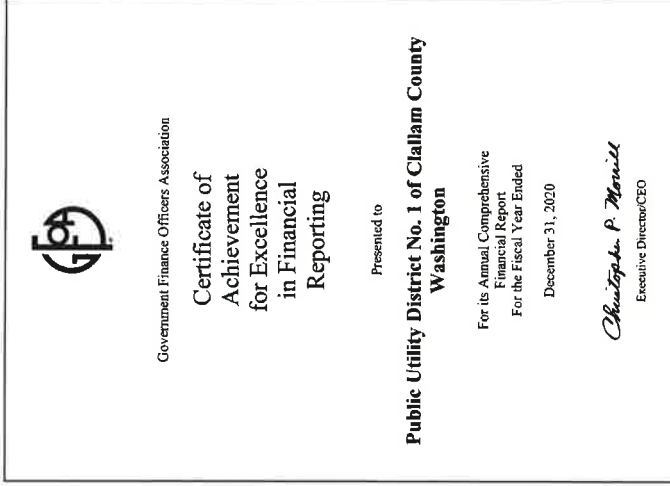 Government Finance Officers Association
Certificate of
Achievement
for Excellence
in Financial
Reporting
Presented to
Public Utility District No. 1 of Clallam County
Washington
For its Annual Comprehensive
Financial Report
For the Fiscal Year Ended
December 31, 2020
Christopher P. Morrill
Executive Director/CEO